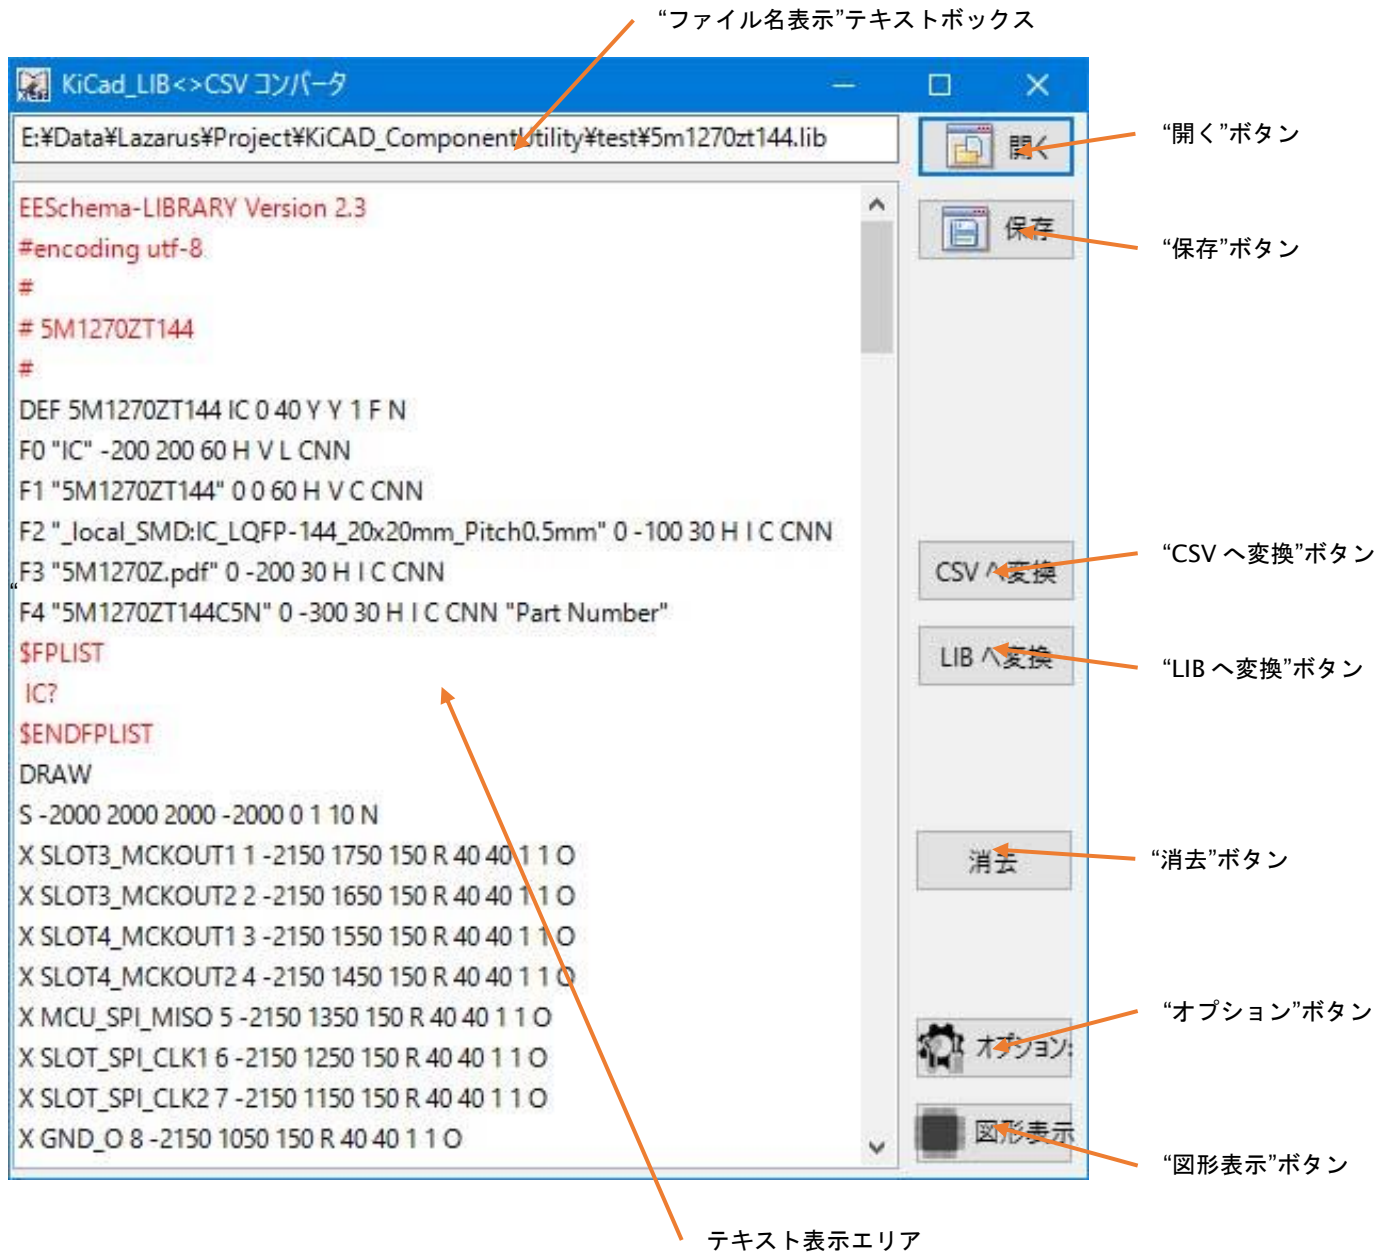 “ファイル名表示”テキストボックス
KiCad_LIB<>CSV コンバータ
E:¥Data¥Lazarus¥Project¥KiCAD_ComponentUtility¥test¥5m1270zt144.lib
開く
“開く”ボタン
保存
“保存”ボタン
EESchema-LIBRARY Version 2.3
#encoding utf-8
#
# 5M1270ZT144
#
DEF 5M1270ZT144 IC 0 40 Y Y 1 F N
F0 "IC" -200 200 60 H V L CNN
F1 "5M1270ZT144" 0 0 60 H V C CNN
F2 "_local_SMD:IC_LQFP-144_20x20mm_Pitch0.5mm" 0 -100 30 H I C CNN
F3 "5M1270Z.pdf" 0 -200 30 H I C CNN
“
F4 "5M1270ZT144C5N" 0 -300 30 H I C CNN "Part Number"
$FPLIST
IC?
$ENDFPLIST
DRAW
S -2000 2000 2000 -2000 0 1 10 N
X SLOT3_MCKOUT1 1 -2150 1750 150 R 40 40 1 1 O
X SLOT3_MCKOUT2 2 -2150 1650 150 R 40 40 1 1 O
X SLOT4_MCKOUT1 3 -2150 1550 150 R 40 40 1 1 O
X SLOT4_MCKOUT2 4 -2150 1450 150 R 40 40 1 1 O
X MCU_SPI_MISO 5 -2150 1350 150 R 40 40 1 1 O
X SLOT_SPI_CLK1 6 -2150 1250 150 R 40 40 1 1 O
X SLOT_SPI_CLK2 7 -2150 1150 150 R 40 40 1 1 O
X GND_O 8 -2150 1050 150 R 40 40 1 1 O
CSV へ変換
“CSV へ変換”ボタン
LIB へ変換
“LIB へ変換”ボタン
消去
“消去”ボタン
オプション:
“オプション”ボタン
図形表示
“図形表示”ボタン
テキスト表示エリア